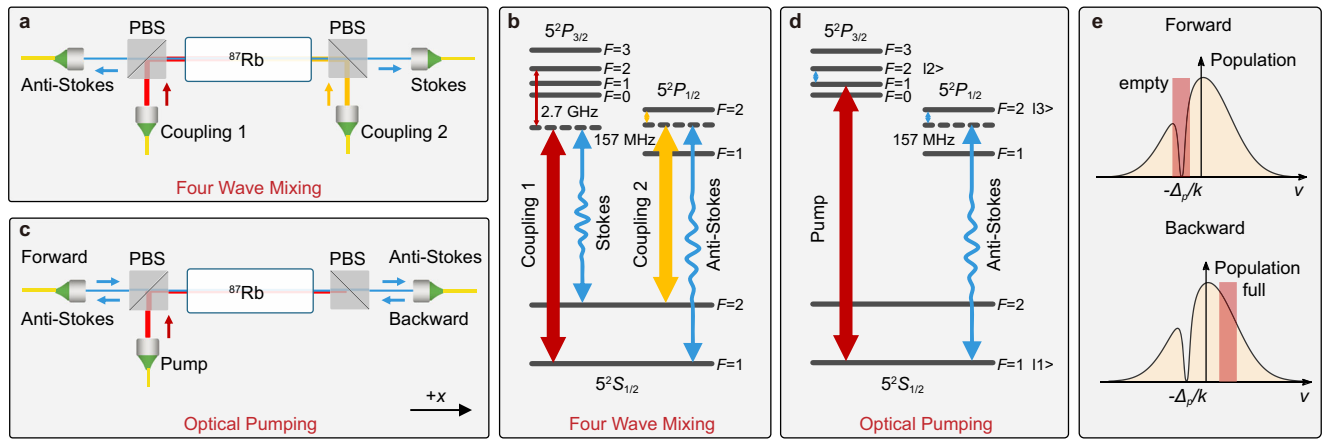 a
PBS
PBS
⁸⁷Rb
Anti-Stokes
Stokes
Coupling 1
Coupling 2
Four Wave Mixing
c
Forward
PBS
PBS
Anti-Stokes
⁸⁷Rb
Anti-Stokes
Backward
Pump
+x
Optical Pumping
b
5²P₃/₂
F=3
F=2
F=1
F=0
5²P₁/₂
F=2
2.7 GHz
157 MHz
F=1
Coupling 1
Stokes
Coupling 2
Anti-Stokes
F=2
F=1
5²S₁/₂
Four Wave Mixing
d
5²P₃/₂
F=3
F=2 |2>
F=1
F=0
5²P₁/₂
F=2 |3>
157 MHz
F=1
Pump
Anti-Stokes
F=2
F=1 |1>
5²S₁/₂
Optical Pumping
e
Forward
Population
empty
-Δₚ/k
v
Backward
Population
full
-Δₚ/k
v